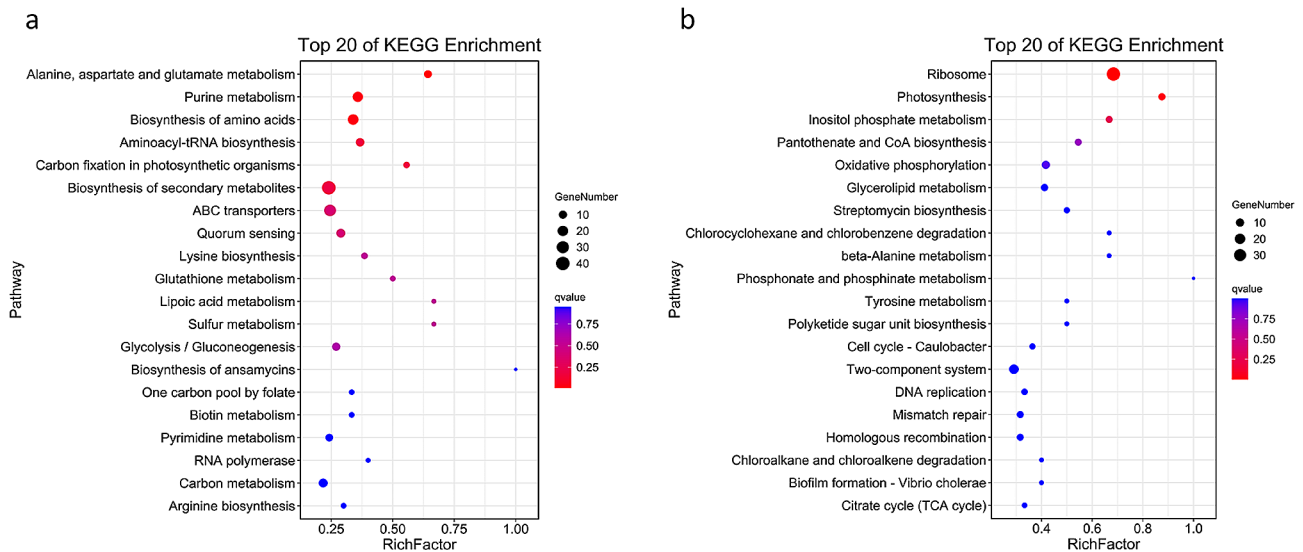 a
Top 20 of KEGG Enrichment
Pathway
Alanine, aspartate and glutamate metabolism
Purine metabolism
Biosynthesis of amino acids
Aminoacyl-tRNA biosynthesis
Carbon fixation in photosynthetic organisms
Biosynthesis of secondary metabolites
ABC transporters
Quorum sensing
Lysine biosynthesis
Glutathione metabolism
Lipoic acid metabolism
Sulfur metabolism
Glycolysis / Gluconeogenesis
Biosynthesis of ansamycins
One carbon pool by folate
Biotin metabolism
Pyrimidine metabolism
RNA polymerase
Carbon metabolism
Arginine biosynthesis
0.25 0.50 0.75 1.00
RichFactor
GeneNumber
10
20
30
40
qvalue
0.75
0.50
0.25
b
Top 20 of KEGG Enrichment
Pathway
Ribosome
Photosynthesis
Inositol phosphate metabolism
Pantothenate and CoA biosynthesis
Oxidative phosphorylation
Glycerolipid metabolism
Streptomycin biosynthesis
Chlorocyclohexane and chlorobenzene degradation
beta-Alanine metabolism
Phosphonate and phosphinate metabolism
Tyrosine metabolism
Polyketide sugar unit biosynthesis
Cell cycle - Caulobacter
Two-component system
DNA replication
Mismatch repair
Homologous recombination
Chloroalkane and chloroalkene degradation
Biofilm formation - Vibrio cholerae
Citrate cycle (TCA cycle)
0.4 0.6 0.8 1.0
RichFactor
GeneNumber
10
20
30
qvalue
0.75
0.50
0.25